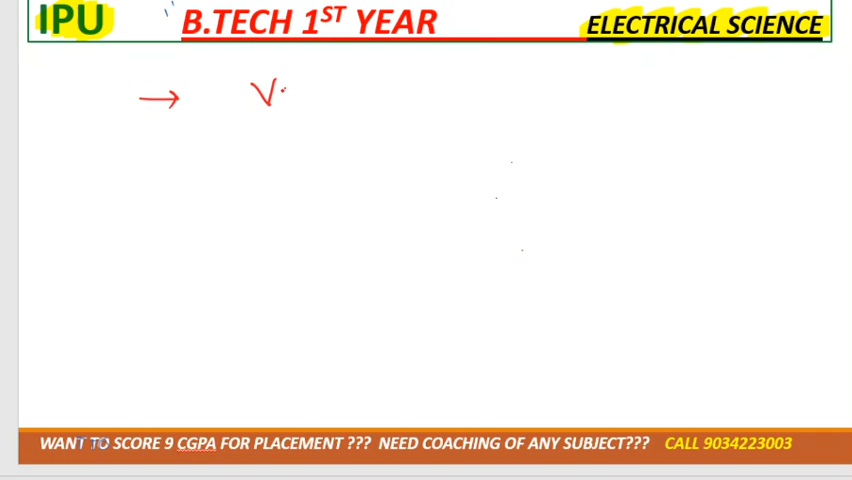 IPU B.TECH 1ST YEAR ELECTRICAL SCIENCE
→ V
WANT TO SCORE 9 CGPA FOR PLACEMENT ??? NEED COACHING OF ANY SUBJECT??? CALL 9034223003